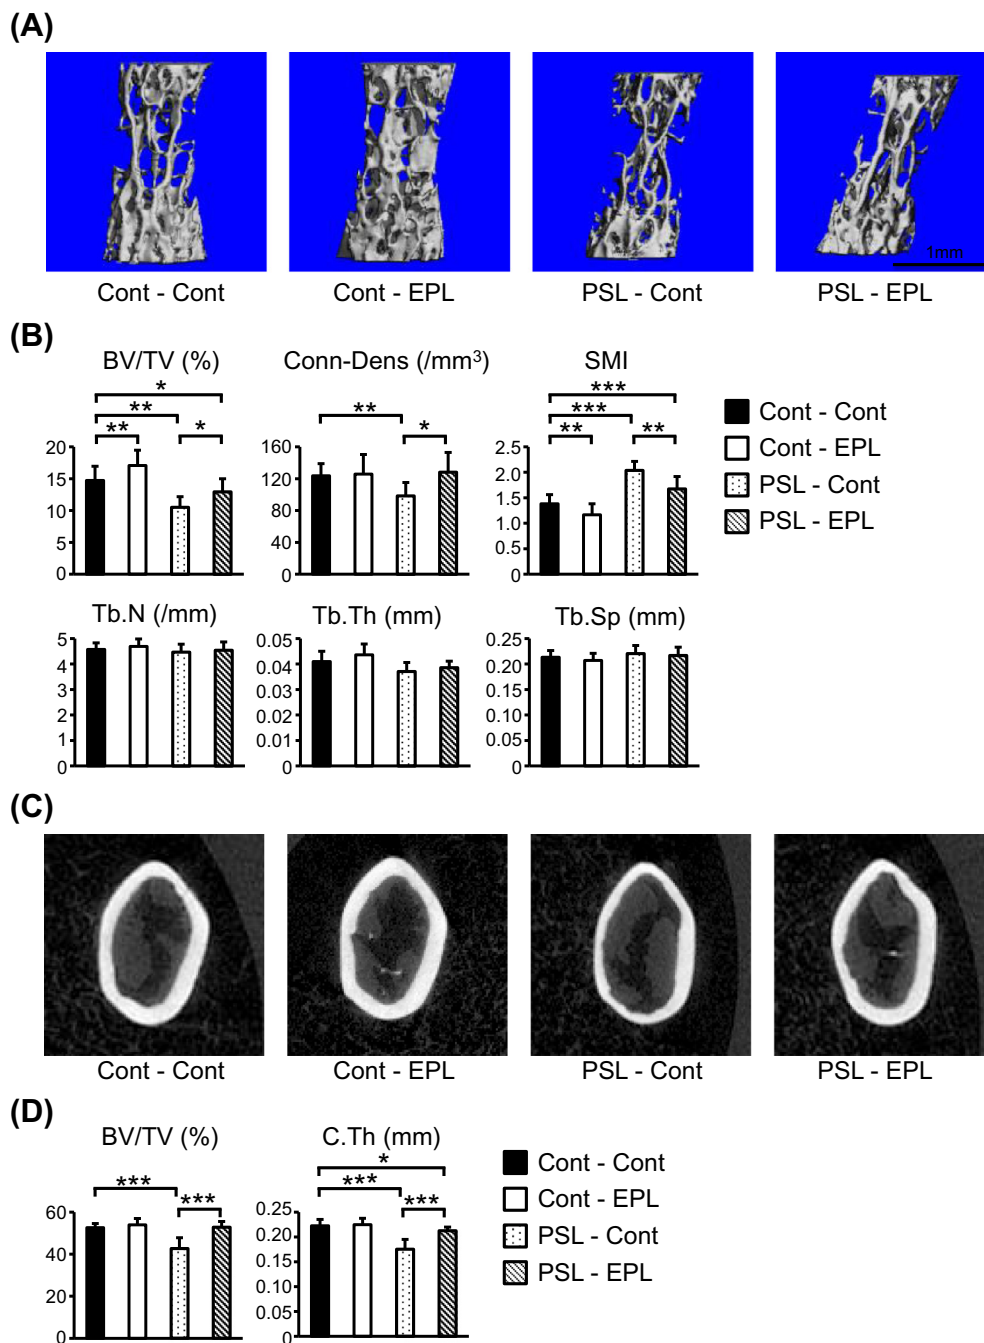 (A)
1mm
Cont - Cont
Cont - EPL
PSL - Cont
PSL - EPL
(B)
BV/TV (%)
Conn-Dens (/mm³)
SMI
*
**
**
*
20
15
10
5
0
**
*
160
120
80
40
0
***
***
**
**
2.5
2.0
1.5
1.0
0.5
0
Cont - Cont
Cont - EPL
PSL - Cont
PSL - EPL
Tb.N (/mm)
Tb.Th (mm)
Tb.Sp (mm)
5
4
3
2
1
0
0.05
0.04
0.03
0.02
0.01
0
0.25
0.20
0.15
0.10
0.05
0
(C)
Cont - Cont
Cont - EPL
PSL - Cont
PSL - EPL
(D)
BV/TV (%)
C.Th (mm)
***
***
60
40
20
0
*
***
***
0.25
0.20
0.15
0.10
0.05
0
Cont - Cont
Cont - EPL
PSL - Cont
PSL - EPL